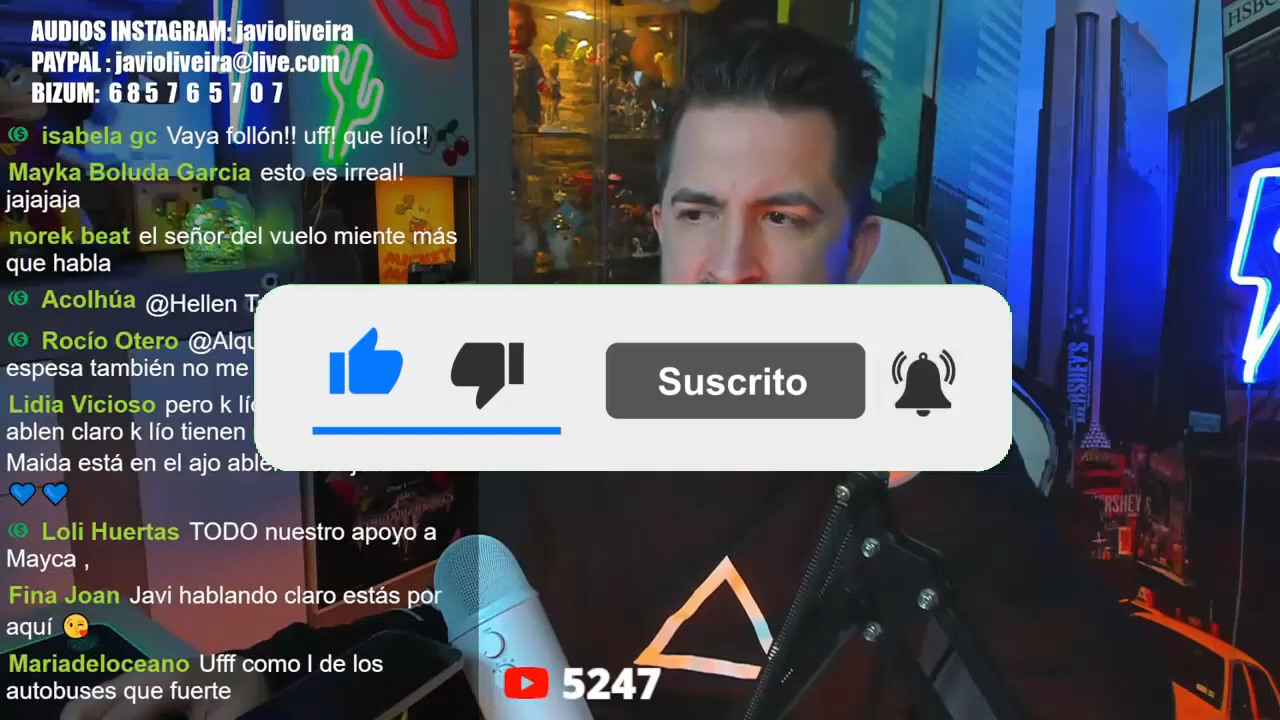 AUDIOS INSTAGRAM: javioliveira
PAYPAL : javioliveira@live.com
BIZUM: 6 8 5 7 6 5 7 0 7
isabela gc Vaya follón!! uff! que lío!!
Mayka Boluda Garcia esto es irreal!
jajajaja
norek beat el señor del vuelo miente más
que habla
Acolhúa @Hellen
Rocío Otero @Alqu
espesa también no me
Lidia Vicioso pero k
ablen claro k lío tienen
Maida está en el ajo
💙 💙
Loli Huertas TODO nuestro apoyo a
Mayca ,
Fina Joan Javi hablando claro estás por
aquí 😘
Mariadeloceano Ufff como l de los
autobuses que fuerte
Suscrito
5247
HSBC
HERSHEY'S
MICKEY